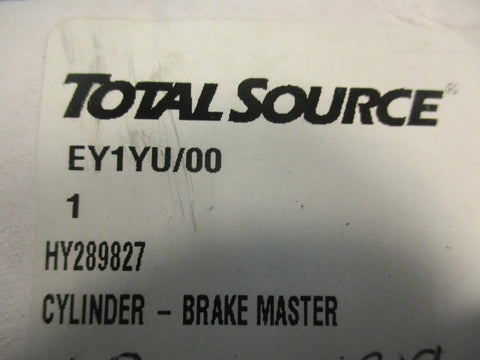 TOTAL SOURCE®
EY1YU/00
1
HY289827
CYLINDER - BRAKE MASTER